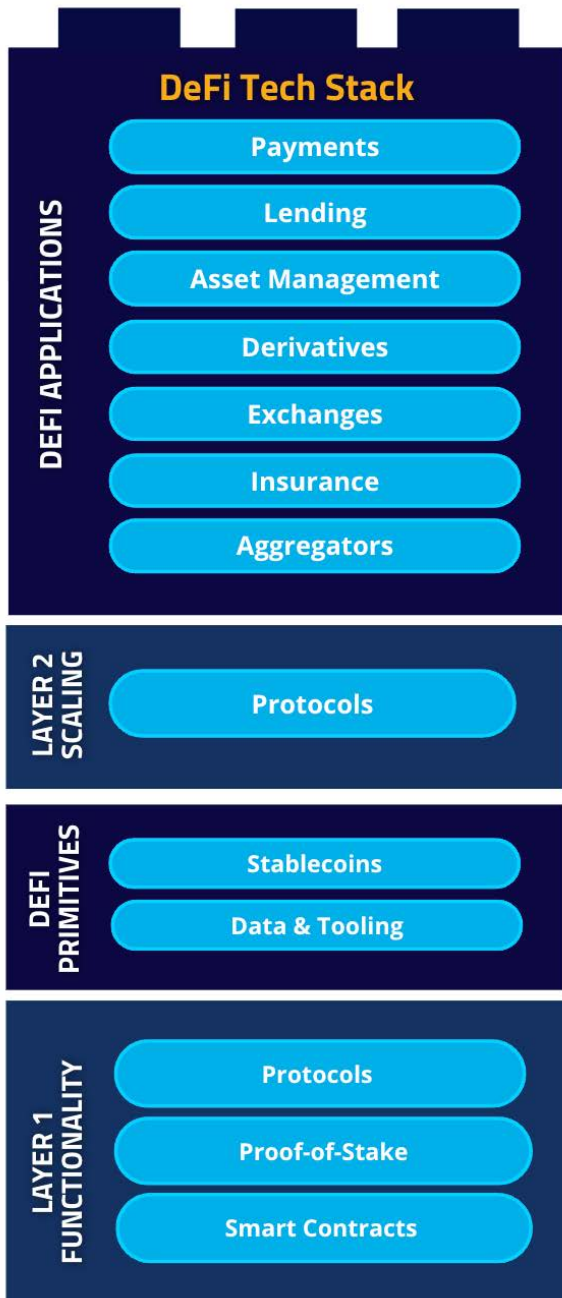 DeFi Tech Stack
DEFI APPLICATIONS
Payments
Lending
Asset Management
Derivatives
Exchanges
Insurance
Aggregators
LAYER 2
SCALING
Protocols
DEFI
PRIMITIVES
Stablecoins
Data & Tooling
LAYER 1
FUNCTIONALITY
Protocols
Proof-of-Stake
Smart Contracts